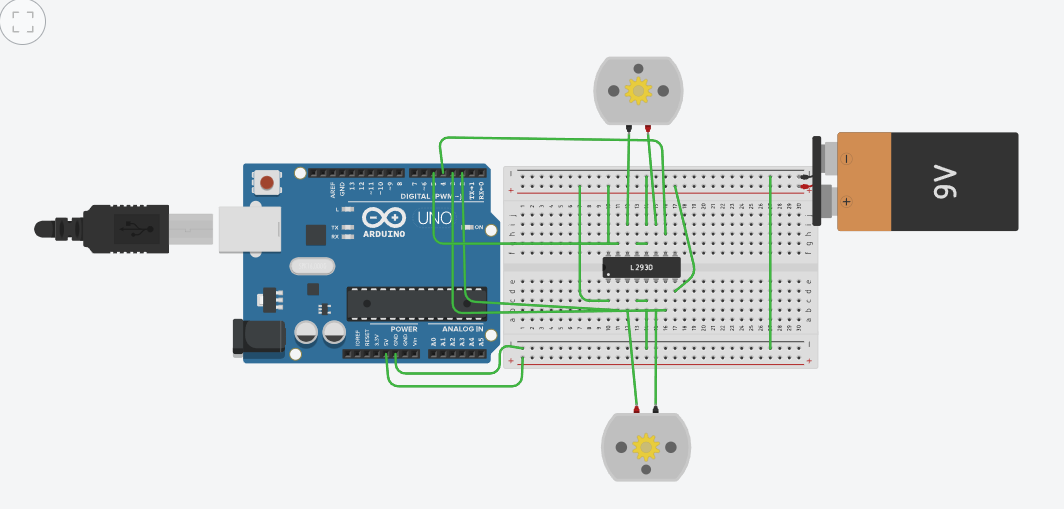 AREF
GND
13
12
~11
~10
~9
8
7
~6
~5
4
~3
2
TX→1
RX←0
DIGITAL (PWM ~)
L
TX
RX
UNO
ARDUINO
ON
L293D
9V
POWER
ANALOG IN
IOREF
RESET
3.3V
5V
GND
GND
Vin
A0
A1
A2
A3
A4
A5